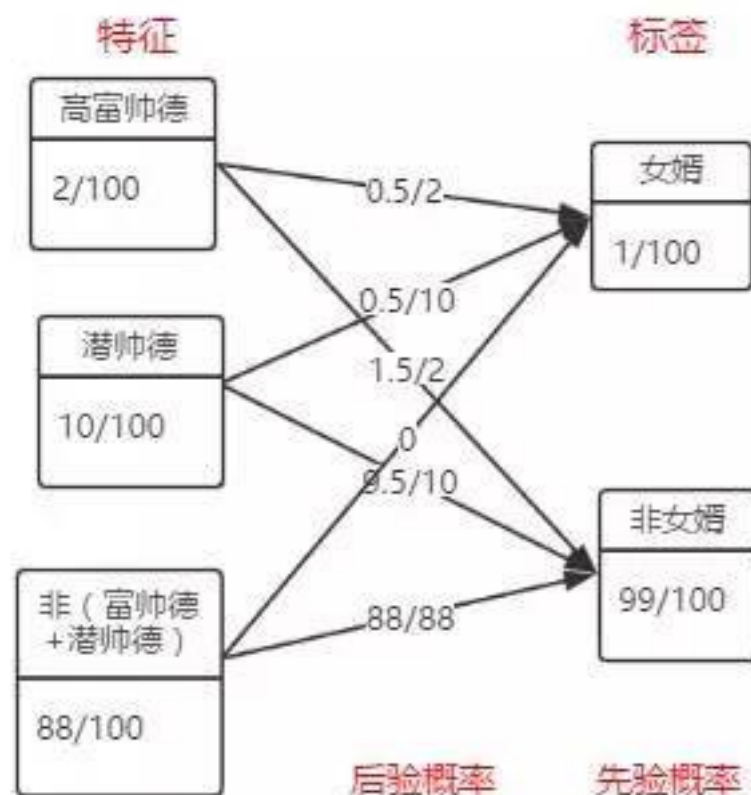 特征
标签
高富帅德
2/100
女婿
1/100
0.5/2
0.5/10
潜帅德
10/100
1.5/2
0
9.5/10
非女婿
99/100
非（富帅德
+潜帅德）
88/100
88/88
后验概率
先验概率